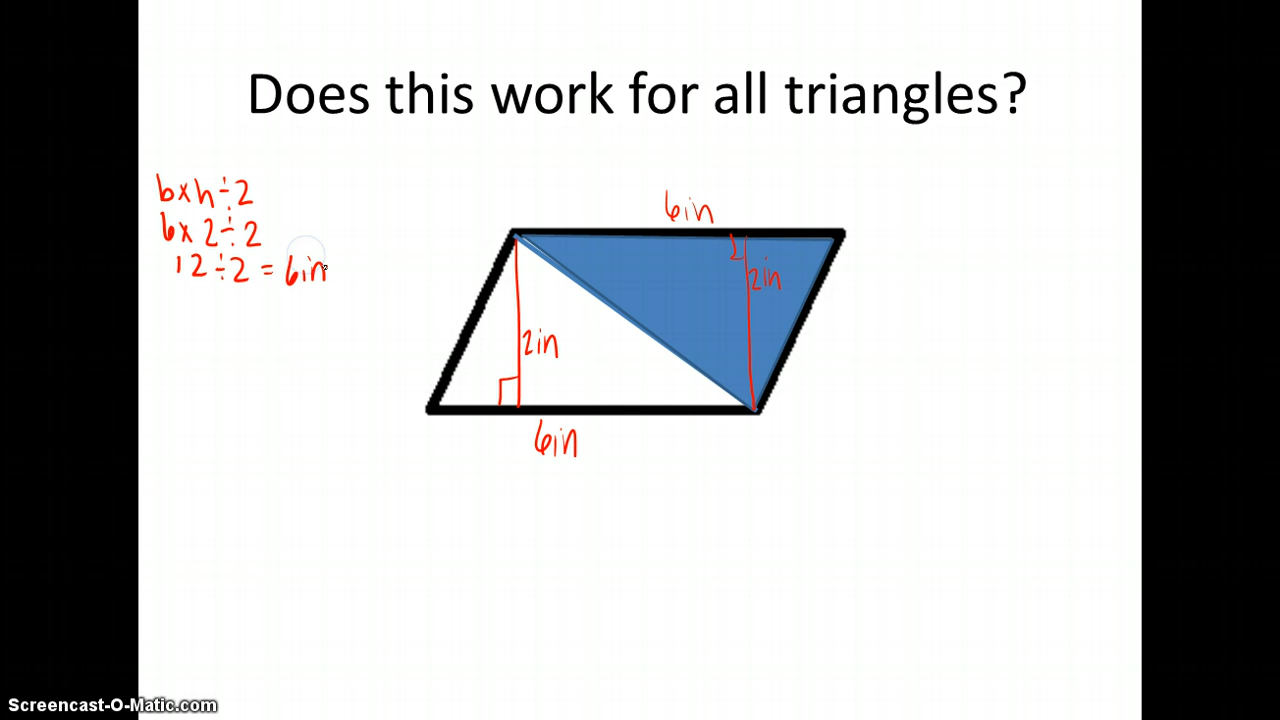 Does this work for all triangles?
b×h÷2
6×2÷2
12÷2=6in²
6in
2in
2in
6in
Screencast-O-Matic.com